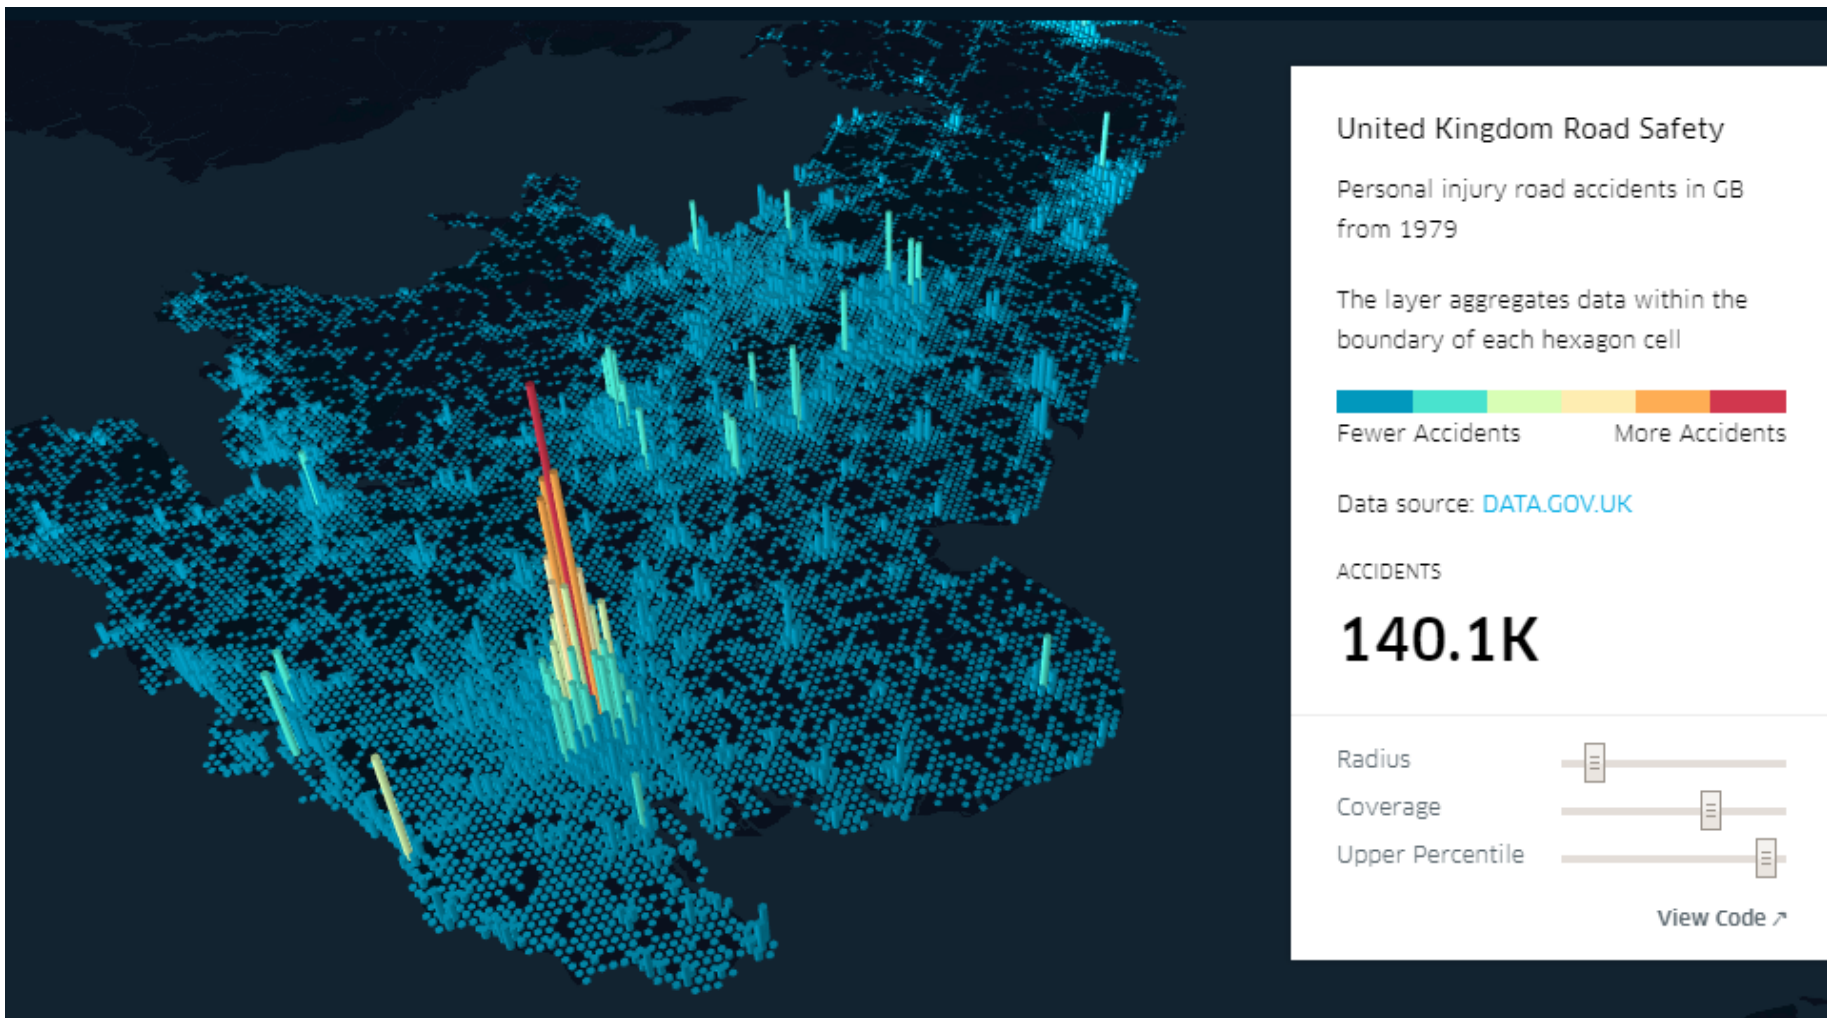 United Kingdom Road Safety
Personal injury road accidents in GB
from 1979
The layer aggregates data within the
boundary of each hexagon cell
Fewer Accidents More Accidents
Data source: DATA.GOV.UK
ACCIDENTS
140.1K
Radius
Coverage
Upper Percentile
View Code ↗